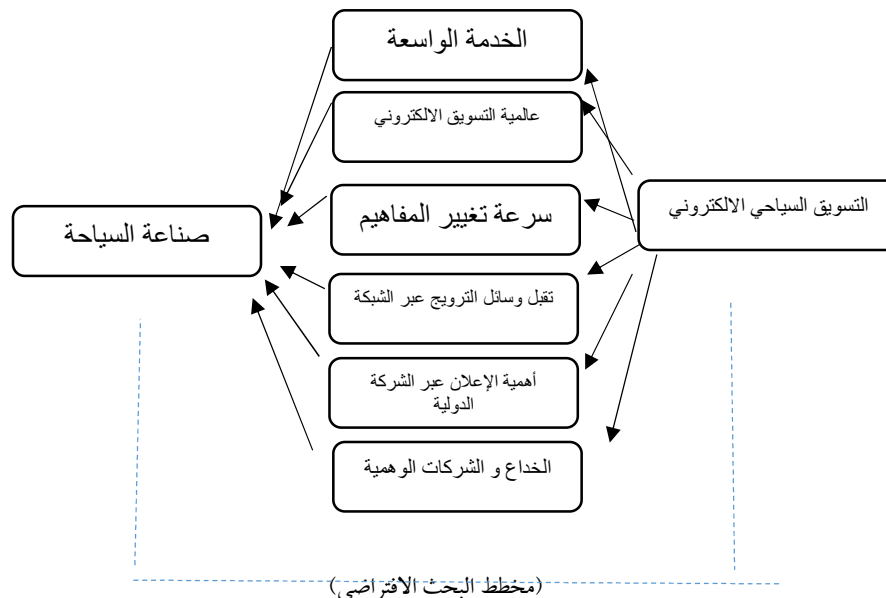 الخدمة الواسعة
عالمية التسويق الالكتروني
التسويق السياحي الالكتروني
سرعة تغيير المفاهيم
صناعة السياحة
تقبل وسائل الترويج عبر الشبكة
أهمية الإعلان عبر الشركة
الدولية
الخداع و الشركات الوهمية
(مخطط البحث الافتراضي)